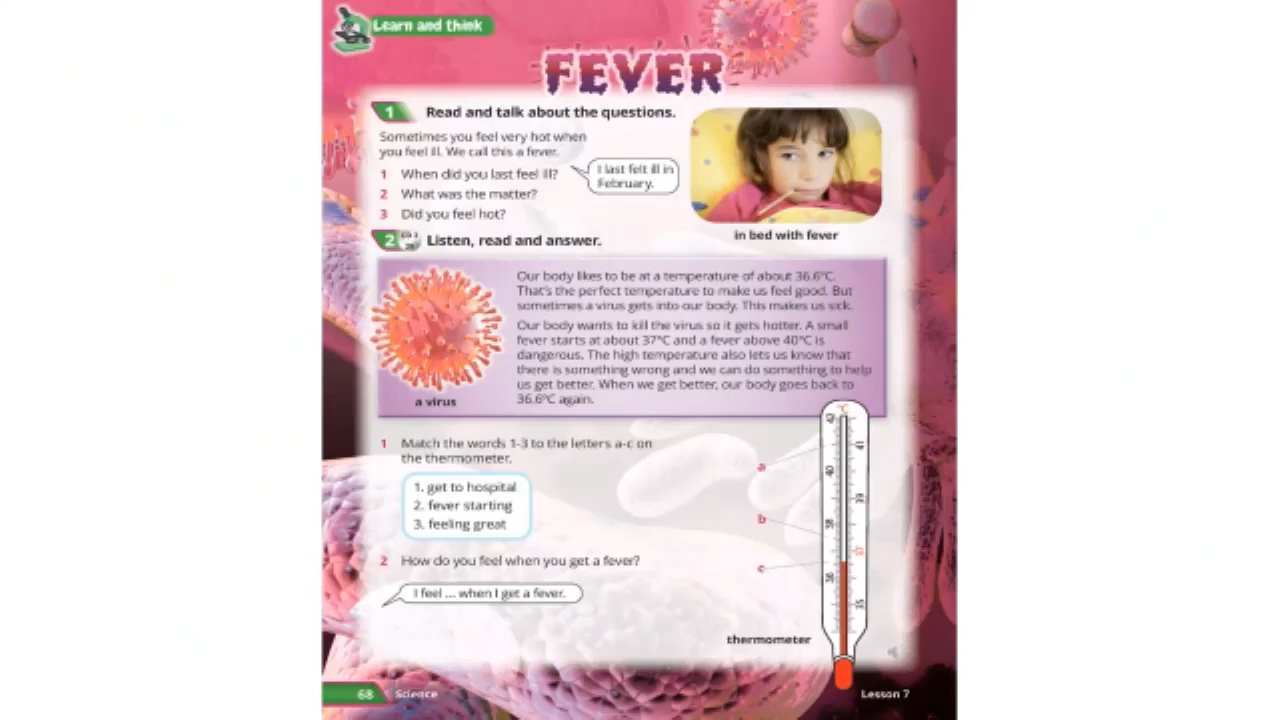 Learn and think
FEVER
1 Read and talk about the questions.
Sometimes you feel very hot when
you feel ill. We call this a fever.
1 When did you last feel ill?
I last felt ill in
February.
2 What was the matter?
3 Did you feel hot?
in bed with fever
2 Listen, read and answer.
Our body likes to be at a temperature of about 36.6°C.
That's the perfect temperature to make us feel good. But
sometimes a virus gets into our body. This makes us sick.
Our body wants to kill the virus so it gets hotter. A small
fever starts at about 37°C and a fever above 40°C is
dangerous. The high temperature also lets us know that
there is something wrong and we can do something to help
us get better. When we get better, our body goes back to
36.6°C again.
a virus
1 Match the words 1-3 to the letters a-c on
the thermometer.
1. get to hospital
2. fever starting
3. feeling great
2 How do you feel when you get a fever?
I feel ... when I get a fever.
°C
42
41
a
40
39
b
38
37
c
36
35
thermometer
68 Science
Lesson 7